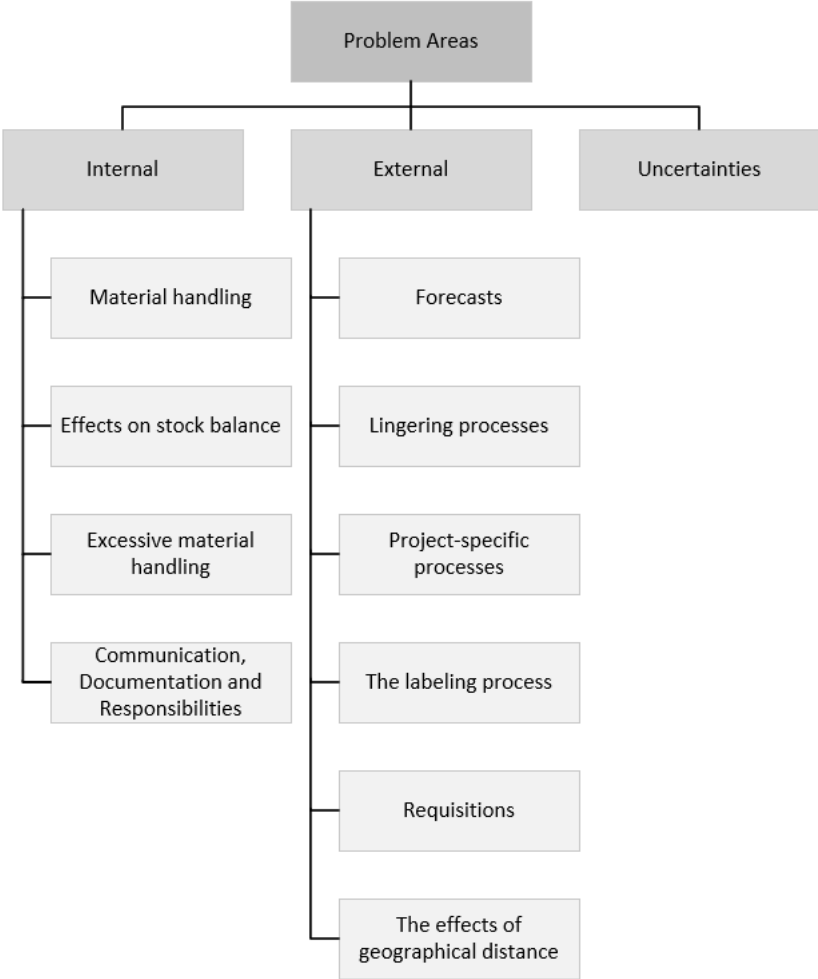 Problem Areas
Internal
External
Uncertainties
Material handling
Effects on stock balance
Excessive material
handling
Communication,
Documentation and
Responsibilities
Forecasts
Lingering processes
Project-specific
processes
The labeling process
Requisitions
The effects of
geographical distance